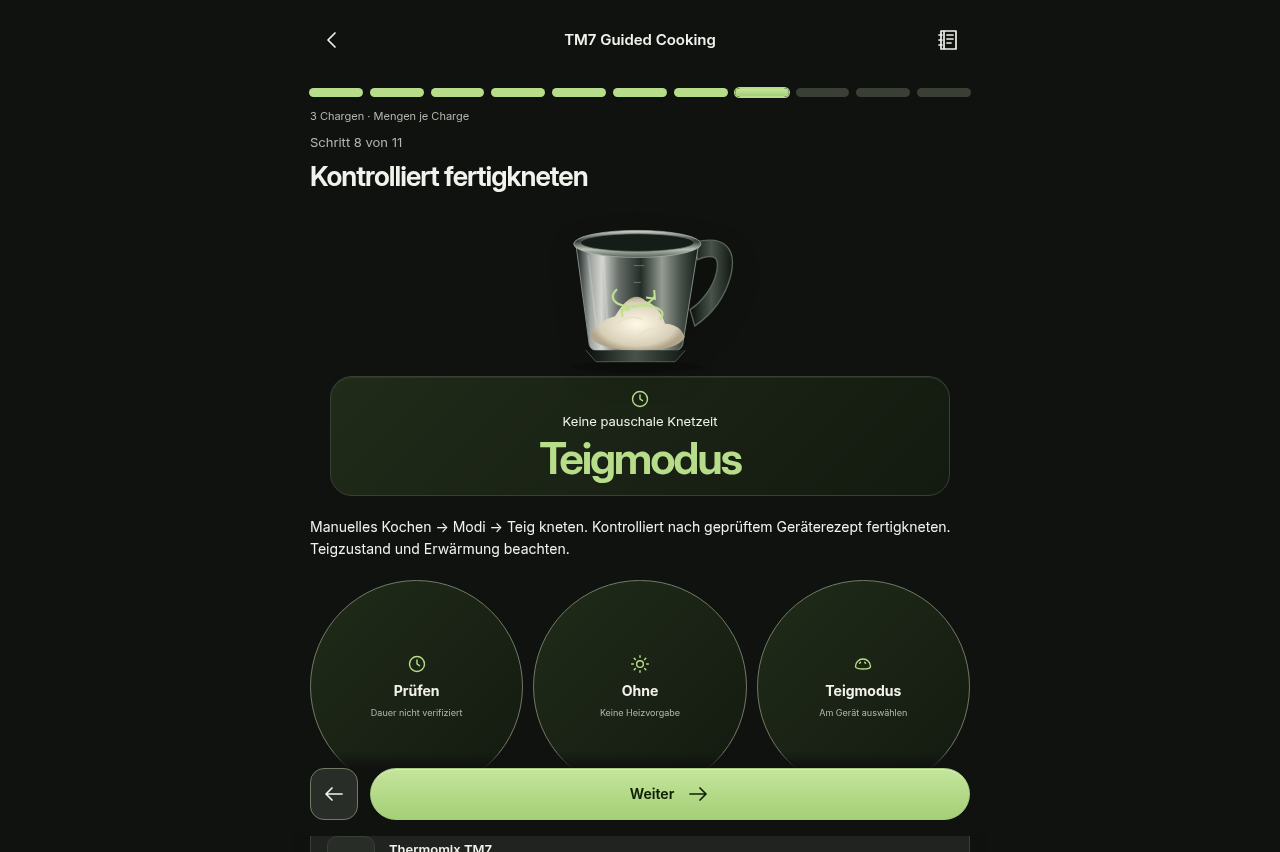 TM7 Guided Cooking
3 Chargen · Mengen je Charge
Schritt 8 von 11
Kontrolliert fertigkneten
Keine pauschale Knetzeit
Teigmodus
Manuelles Kochen → Modi → Teig kneten. Kontrolliert nach geprüftem Geräterezept fertigkneten.
Teigzustand und Erwärmung beachten.
Prüfen
Dauer nicht verifiziert
Ohne
Keine Heizvorgabe
Teigmodus
Am Gerät auswählen
Weiter →
Thermomix TM7